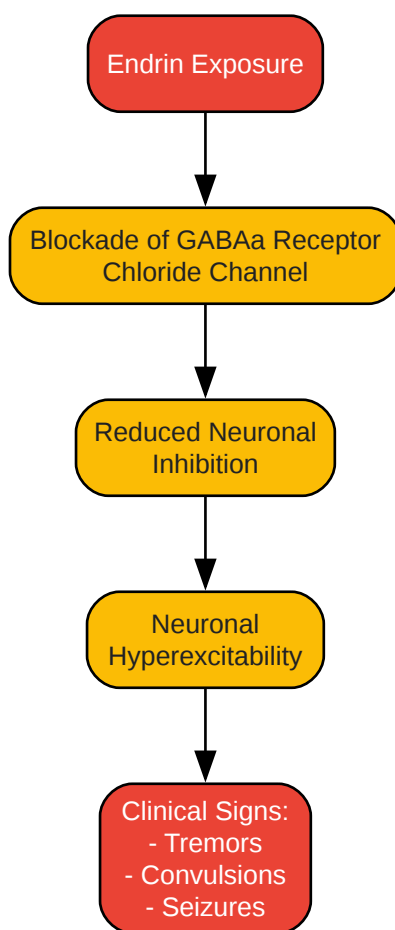 Endrin Exposure
Blockade of GABAa Receptor
Chloride Channel
Reduced Neuronal
Inhibition
Neuronal
Hyperexcitability
Clinical Signs:
- Tremors
- Convulsions
- Seizures